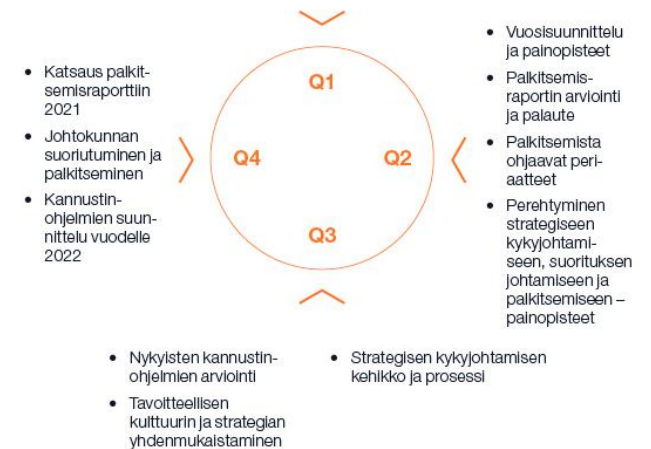 • Katsaus palkit-
semisraporttiin
2021
• Johtokunnan
suoriutuminen ja
palkitseminen
• Kannustin-
ohjelmien suun-
nittelu vuodelle
2022
Q1
Q4
Q2
Q3
• Vuosisuunnittelu
ja painopisteet
• Palkitsemis-
raportin arviointi
ja palaute
• Palkitsemista
ohjaavat peri-
aatteet
• Perehtyminen
strategiseen
kykyjohtami-
seen, suorituksen
johtamiseen ja
palkitsemiseen –
painopisteet
• Nykyisten kannustin-
ohjelmien arviointi
• Tavoitteellisen
kulttuurin ja strategian
yhdenmukaistaminen
• Strategisen kykyjohtamisen
kehikko ja prosessi